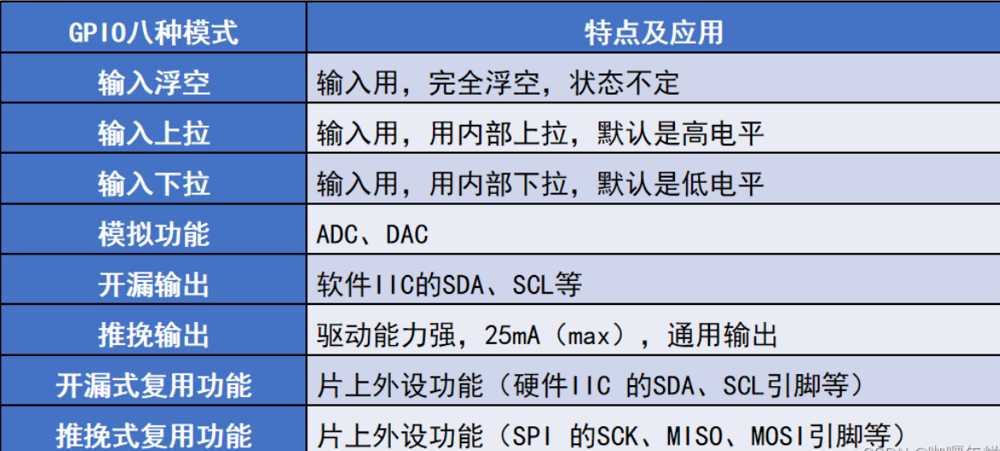 GPIO八种模式 特点及应用
输入浮空 输入用，完全浮空，状态不定
输入上拉 输入用，用内部上拉，默认是高电平
输入下拉 输入用，用内部下拉，默认是低电平
模拟功能 ADC、DAC
开漏输出 软件IIC的SDA、SCL等
推挽输出 驱动能力强，25mA（max），通用输出
开漏式复用功能 片上外设功能（硬件IIC 的SDA、SCL引脚等）
推挽式复用功能 片上外设功能（SPI 的SCK、MISO、MOSI引脚等）